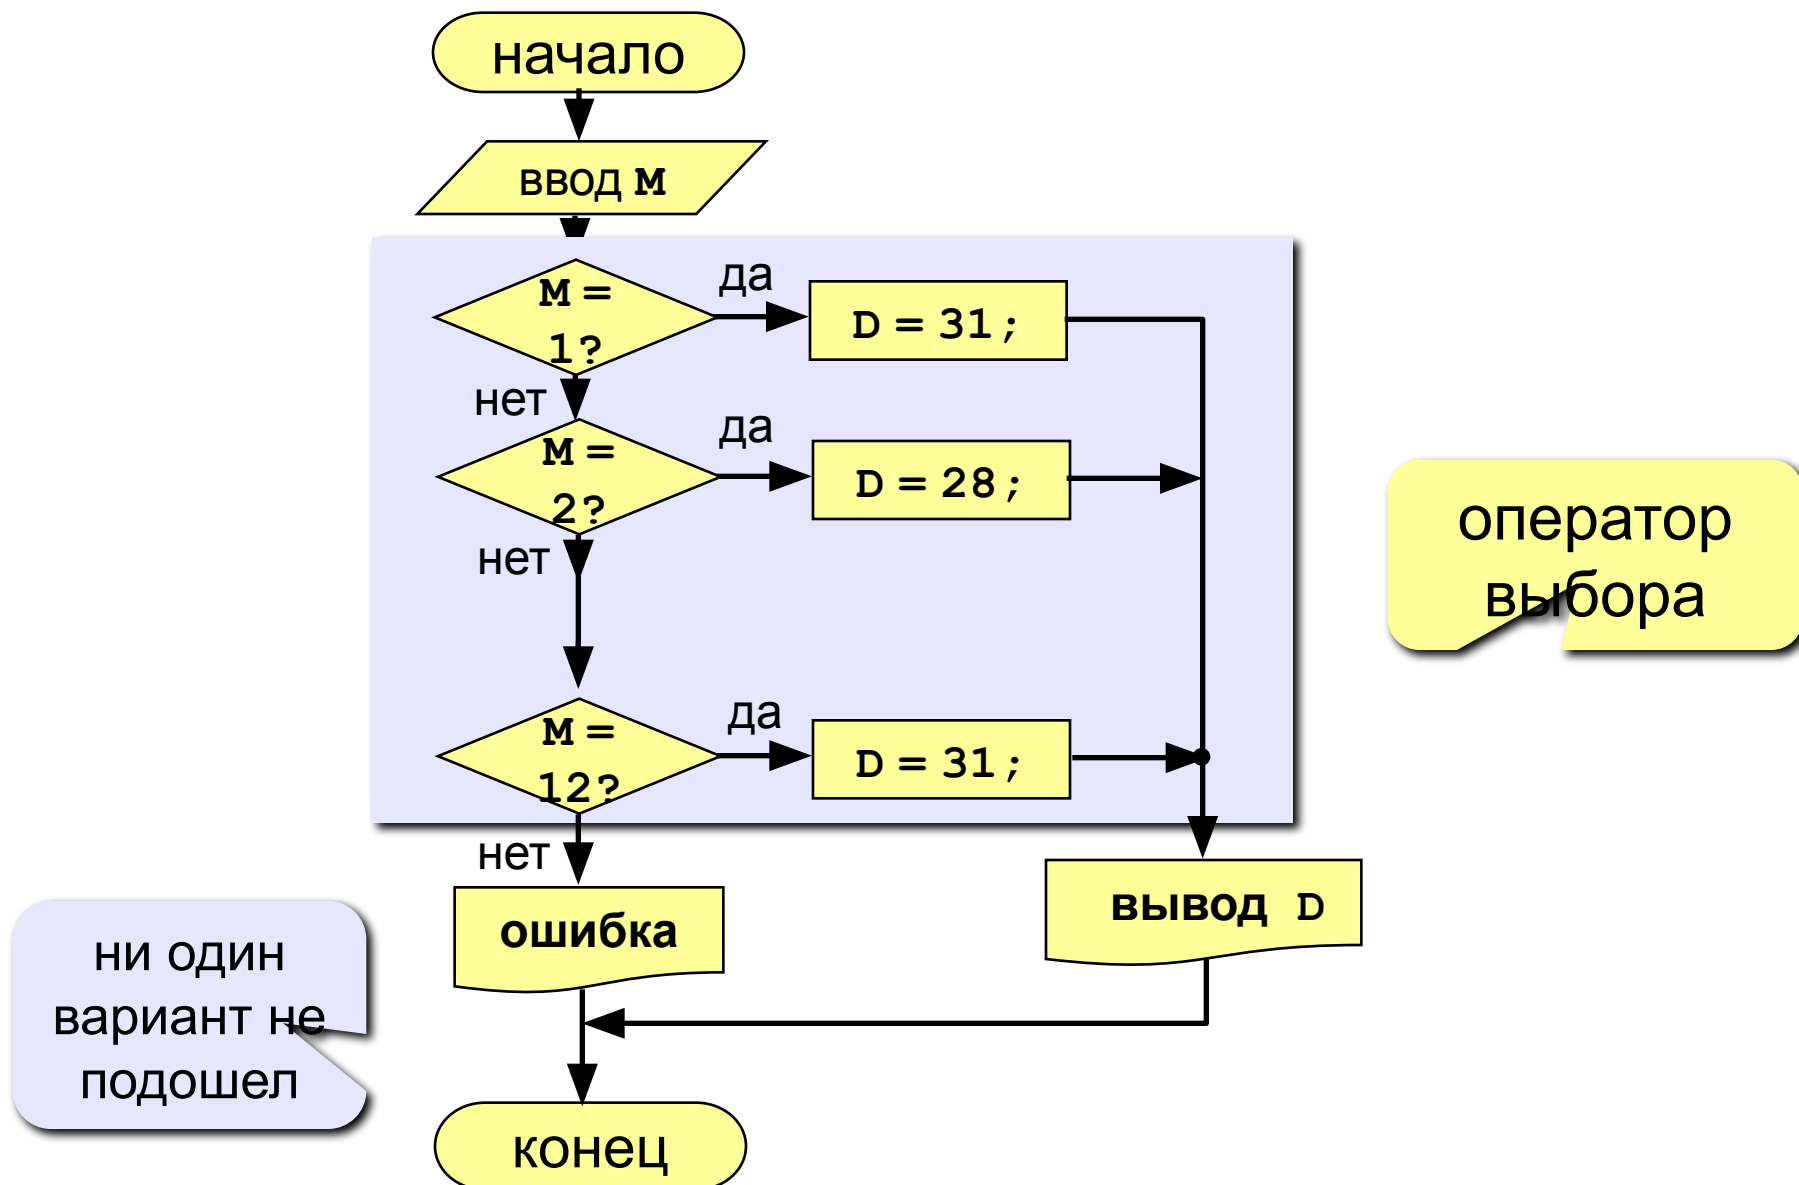 начало
ввод M
M =
1?
да
D = 31;
нет
M =
2?
да
D = 28;
нет
оператор
выбора
M =
12?
да
D = 31;
нет
ошибка
вывод D
ни один
вариант не
подошел
конец